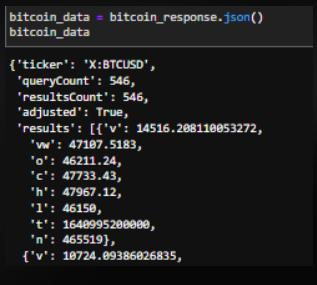 bitcoin_data = bitcoin_response.json()
bitcoin_data
{'ticker': 'X:BTCUSD',
'queryCount': 546,
'resultsCount': 546,
'adjusted': True,
'results': [{'v': 14516.208110053272,
'vw': 47107.5183,
'o': 46211.24,
'c': 47733.43,
'h': 47967.12,
'l': 46150,
't': 1640995200000,
'n': 465519},
{'v': 10724.09386026835,